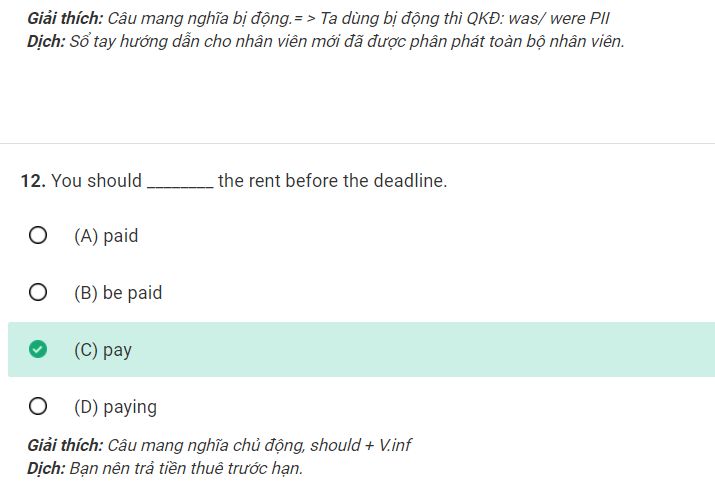 Giải thích: Câu mang nghĩa bị động.= > Ta dùng bị động thì QKĐ: was/ were PII
Dịch: Sổ tay hướng dẫn cho nhân viên mới đã được phân phát toàn bộ nhân viên.
12. You should ________ the rent before the deadline.
(A) paid
(B) be paid
(C) pay
(D) paying
Giải thích: Câu mang nghĩa chủ động, should + V.inf
Dịch: Bạn nên trả tiền thuê trước hạn.